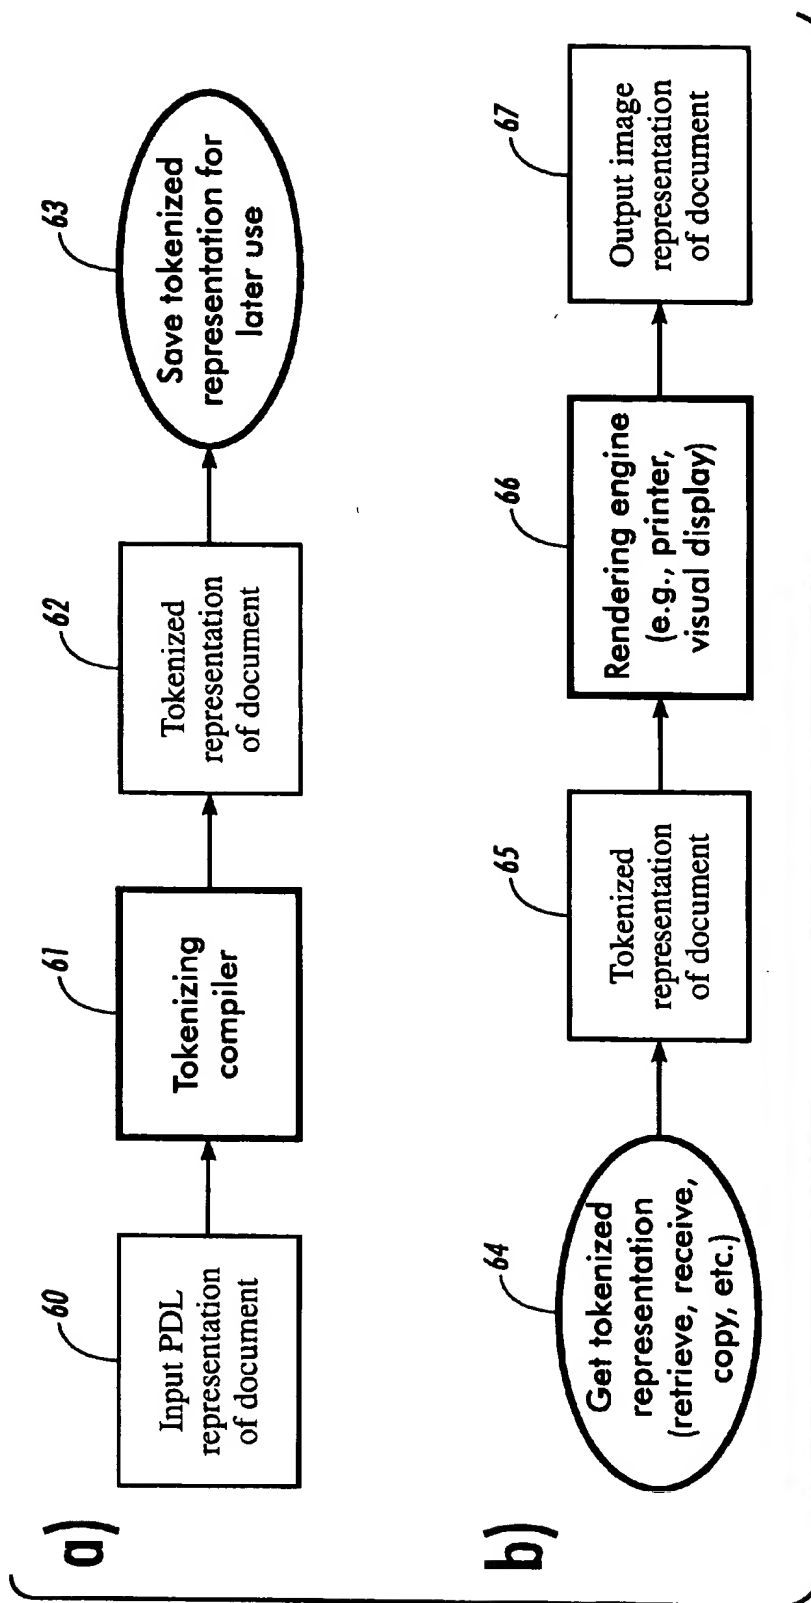 a)
60
Input PDL
representation
of document
61
Tokenizing
compiler
62
Tokenized
representation
of document
63
Save tokenized
representation for
later use
b)
64
Get tokenized
representation
(retrieve, receive,
copy, etc.)
65
Tokenized
representation
of document
66
Rendering engine
(e.g., printer,
visual display)
67
Output image
representation
of document